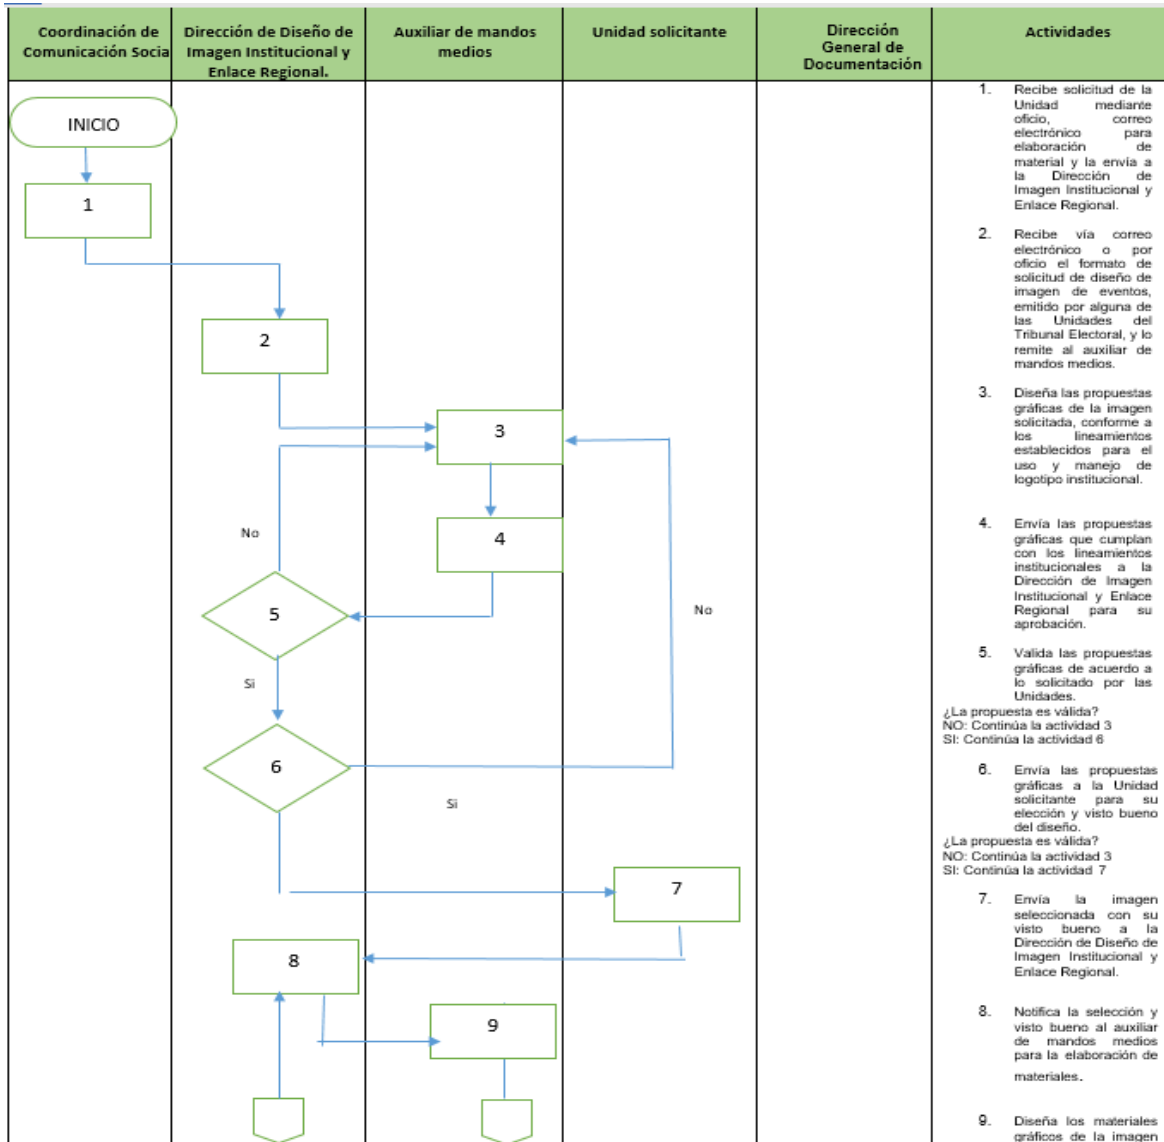 Coordinación de
Comunicación Socia
Dirección de Diseño de
Imagen Institucional y
Enlace Regional.
Auxiliar de mandos
medios
Unidad solicitante
Dirección
General de
Documentación
Actividades
INICIO
1
2
3
4
No
5
No
Si
6
Si
7
8
9
1. Recibe solicitud de la
Unidad mediante
oficio, correo
electrónico para
elaboración de
material y la envía a
la Dirección de
Imagen Institucional y
Enlace Regional.
2. Recibe vía correo
electrónico o por
oficio el formato de
solicitud de diseño de
imagen de eventos,
emitido por alguna de
las Unidades del
Tribunal Electoral, y lo
remite al auxiliar de
mandos medios.
3. Diseña las propuestas
gráficas de la imagen
solicitada, conforme a
los lineamientos
establecidos para el
uso y manejo de
logotipo institucional.
4. Envía las propuestas
gráficas que cumplan
con los lineamientos
institucionales a la
Dirección de Imagen
Institucional y Enlace
Regional para su
aprobación.
5. Valida las propuestas
gráficas de acuerdo a
lo solicitado por las
Unidades.
¿La propuesta es válida?
NO: Continúa la actividad 3
SI: Continúa la actividad 6
6. Envía las propuestas
gráficas a la Unidad
solicitante para su
elección y visto bueno
del diseño.
¿La propuesta es válida?
NO: Continúa la actividad 3
SI: Continúa la actividad 7
7. Envía la imagen
seleccionada con su
visto bueno a la
Dirección de Diseño de
Imagen Institucional y
Enlace Regional.
8. Notifica la selección y
visto bueno al auxiliar
de mandos medios
para la elaboración de
materiales.
9. Diseña los materiales
gráficos de la imagen